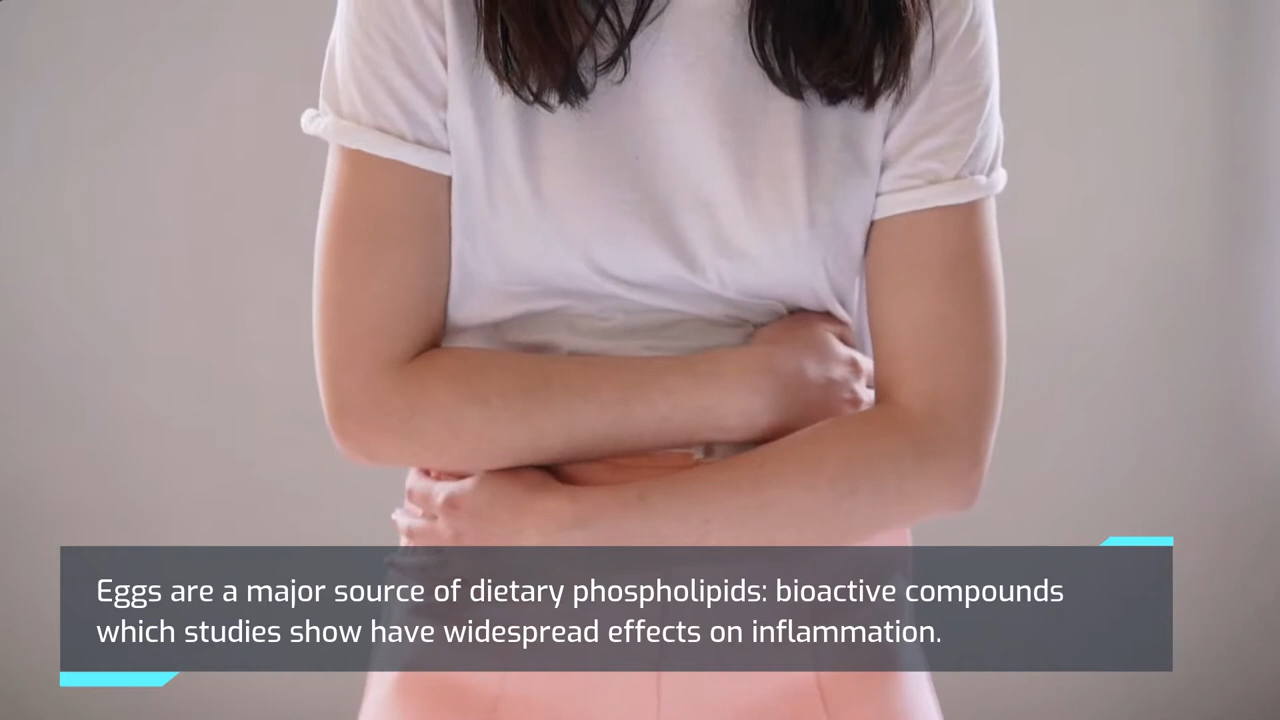 Eggs are a major source of dietary phospholipids: bioactive compounds
which studies show have widespread effects on inflammation.